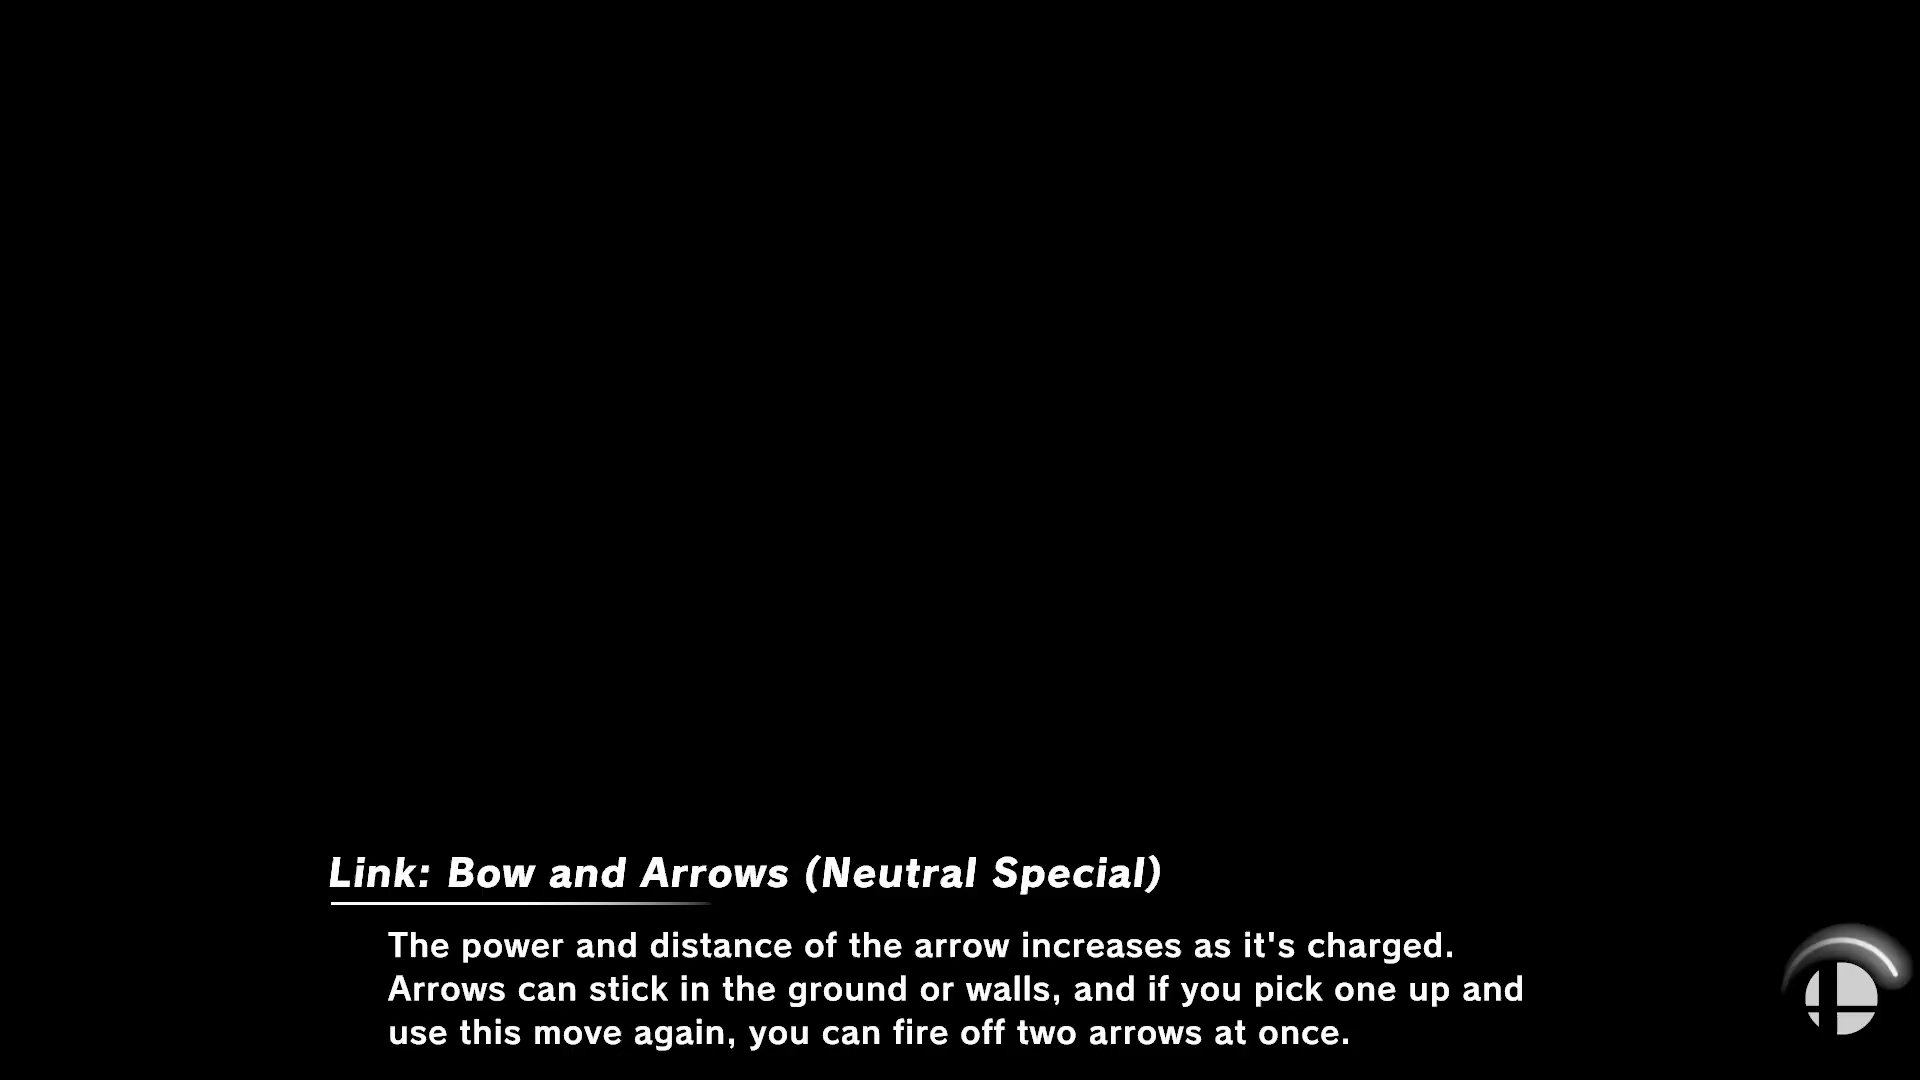 Link: Bow and Arrows (Neutral Special)
The power and distance of the arrow increases as it's charged.
Arrows can stick in the ground or walls, and if you pick one up and
use this move again, you can fire off two arrows at once.